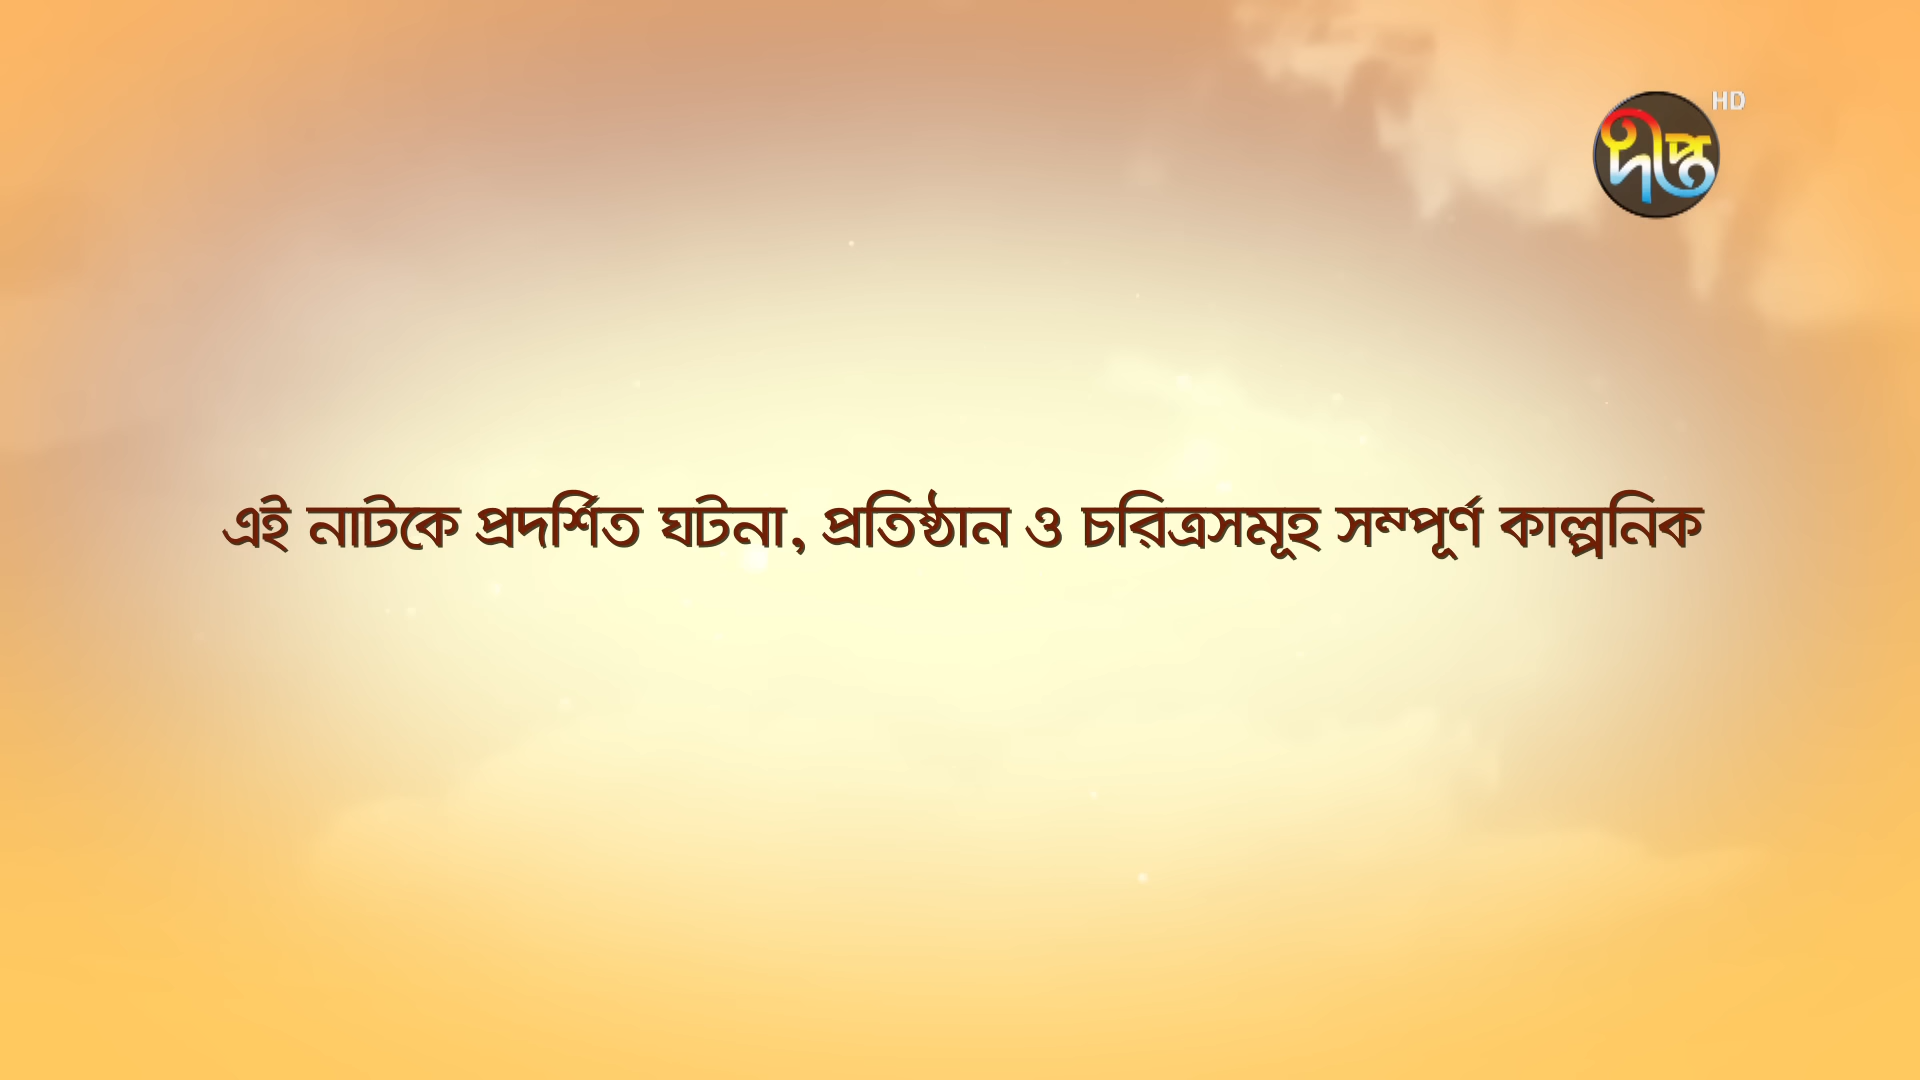 HD
দীপ্ত
এই নাটকে প্রদর্শিত ঘটনা, প্রতিষ্ঠান ও চরিত্রসমূহ সম্পূর্ণ কাল্পনিক